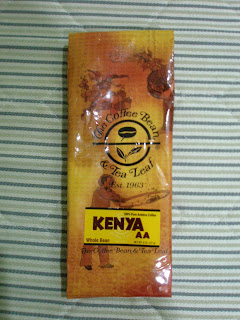 The Coffee Bean
& Tea Leaf
Est. 1963
100% Pure Arabica Coffee
KENYA
AA
Whole Bean
The Coffee Bean & Tea Leaf